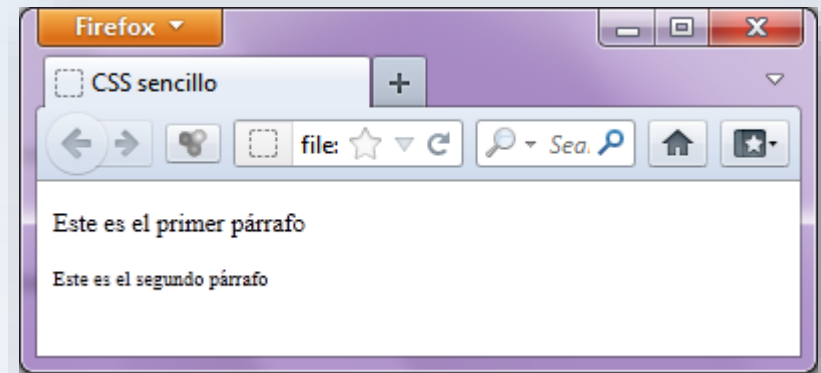 Firefox
CSS sencillo
file:
Sea
Este es el primer párrafo
Este es el segundo párrafo